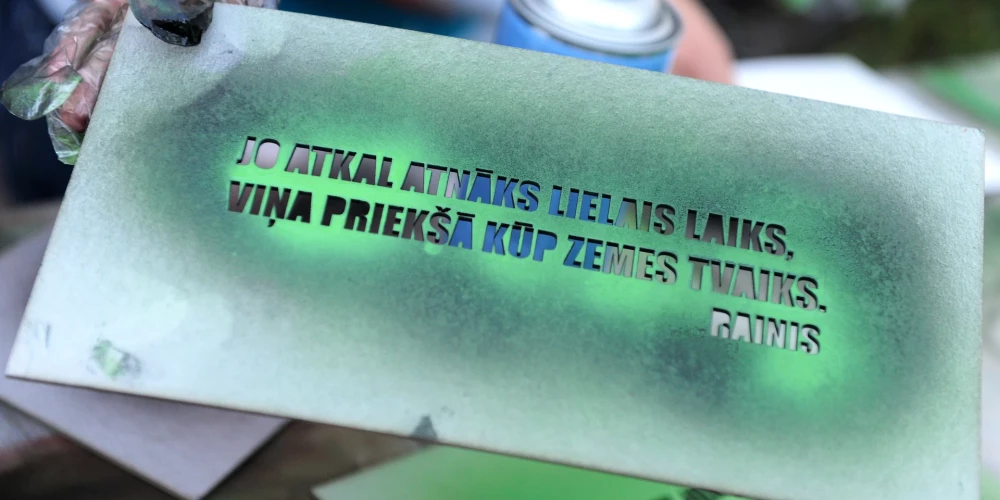 JO ATKAL ATNĀKS LIELAIS LAIKS,
VIŅA PRIEKŠĀ KŪP ZEMES TVAIKS.
RAINIS